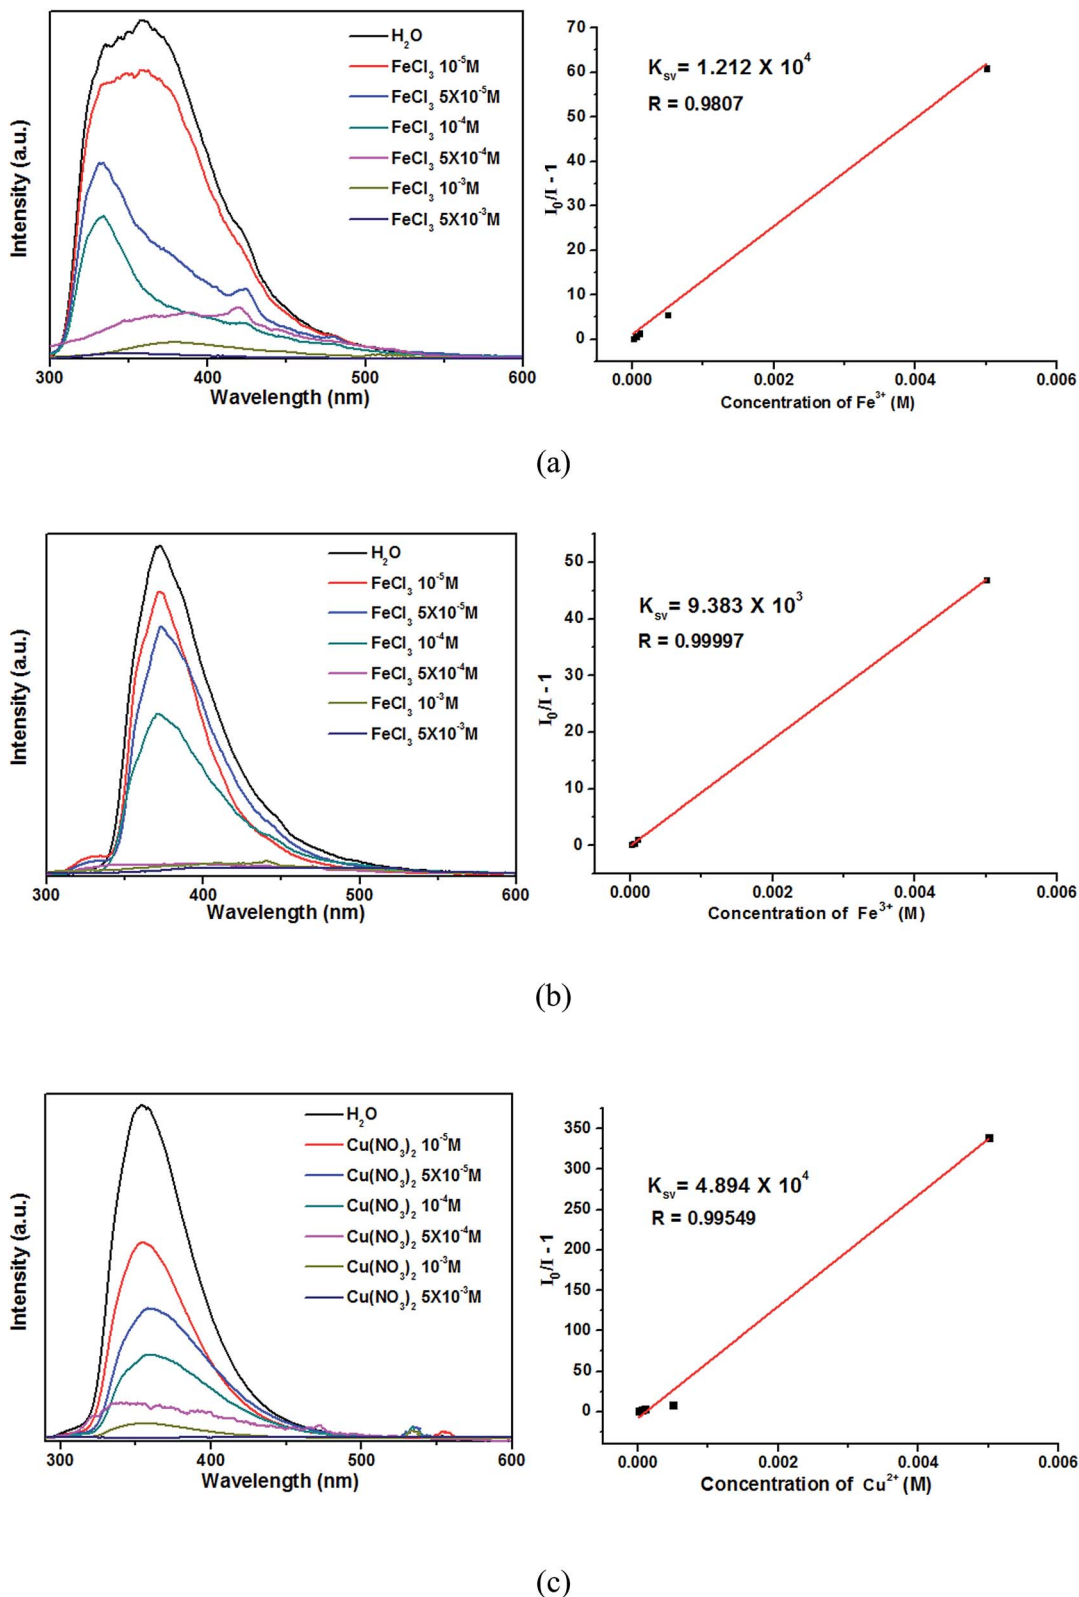 Intensity (a.u.)
H₂O
FeCl₃ 10⁻⁵M
FeCl₃ 5X10⁻⁵M
FeCl₃ 10⁻⁴M
FeCl₃ 5X10⁻⁴M
FeCl₃ 10⁻³M
FeCl₃ 5X10⁻³M
300 400 500 600
Wavelength (nm)
I₀/I - 1
70
60
50
40
30
20
10
0
K_sv= 1.212 X 10⁴
R = 0.9807
0.000 0.002 0.004 0.006
Concentration of Fe³⁺ (M)
(a)
Intensity (a.u.)
H₂O
FeCl₃ 10⁻⁵M
FeCl₃ 5X10⁻⁵M
FeCl₃ 10⁻⁴M
FeCl₃ 5X10⁻⁴M
FeCl₃ 10⁻³M
FeCl₃ 5X10⁻³M
300 400 500 600
Wavelength (nm)
I₀/I - 1
50
40
30
20
10
0
K_sv = 9.383 X 10³
R = 0.99997
0.000 0.002 0.004 0.006
Concentration of Fe³⁺ (M)
(b)
Intensity (a.u.)
H₂O
Cu(NO₃)₂ 10⁻⁵M
Cu(NO₃)₂ 5X10⁻⁵M
Cu(NO₃)₂ 10⁻⁴M
Cu(NO₃)₂ 5X10⁻⁴M
Cu(NO₃)₂ 10⁻³M
Cu(NO₃)₂ 5X10⁻³M
300 400 500 600
Wavelength (nm)
I₀/I - 1
350
300
250
200
150
100
50
0
K_sv= 4.894 X 10⁴
R = 0.99549
0.000 0.002 0.004 0.006
Concentration of Cu²⁺ (M)
(c)